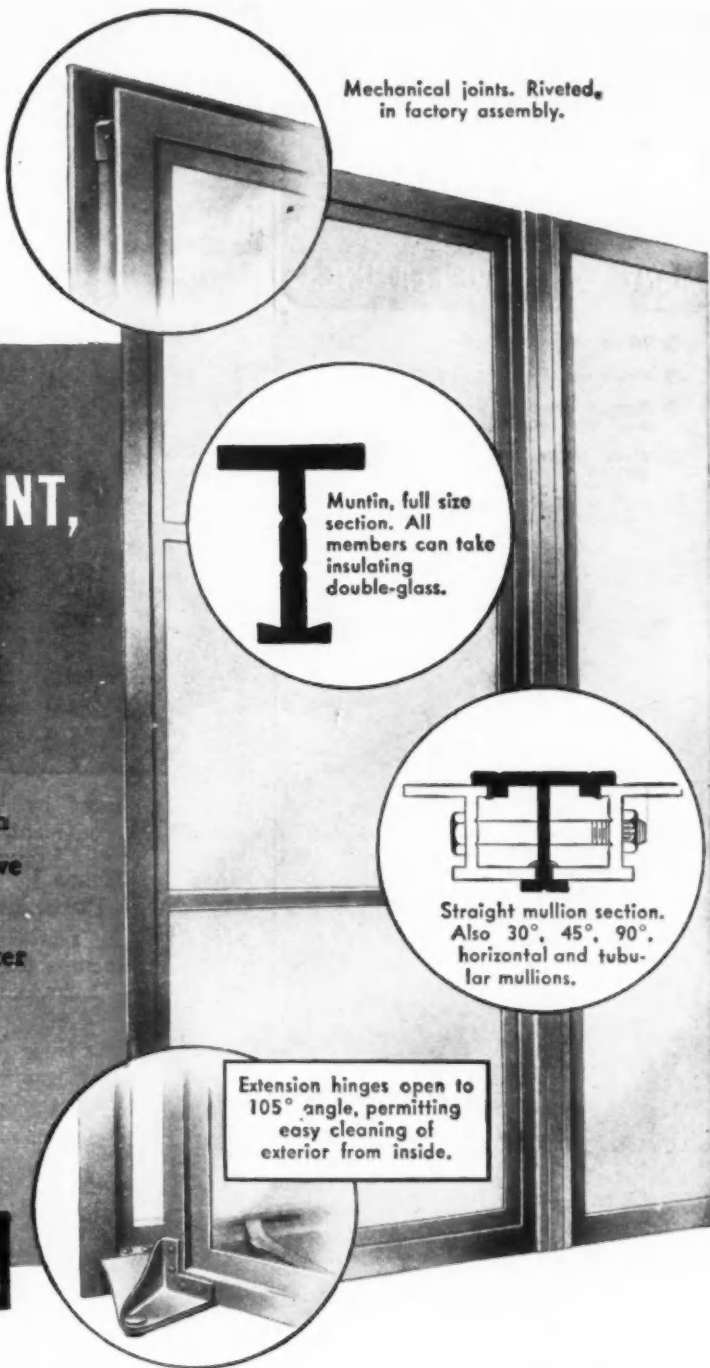 Mechanical joints. Riveted,
in factory assembly.
NT,
Muntin, full size
section. All
members can take
insulating
double-glass.
Straight mullion section.
Also 30°, 45°, 90°,
horizontal and tubu-
lar mullions.
Extension hinges open to
105° angle, permitting
easy cleaning of
exterior from inside.